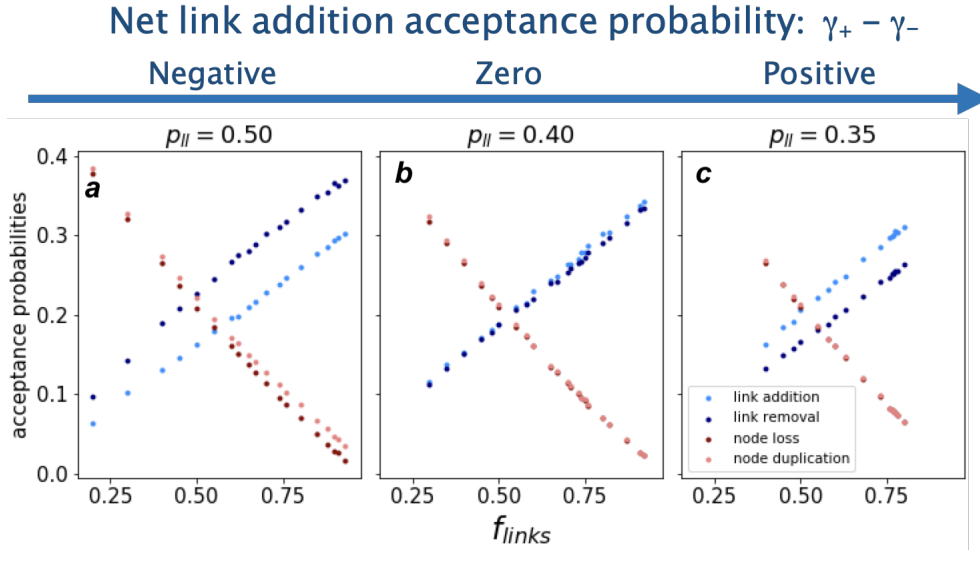 Net link addition acceptance probability: γ₊ − γ₋
Negative Zero Positive
p_ll = 0.50 p_ll = 0.40 p_ll = 0.35
a b c
acceptance probabilities
0.4
0.3
0.2
0.1
0.0
link addition
link removal
node loss
node duplication
0.25 0.50 0.75 0.25 0.50 0.75 0.25 0.50 0.75
f_links